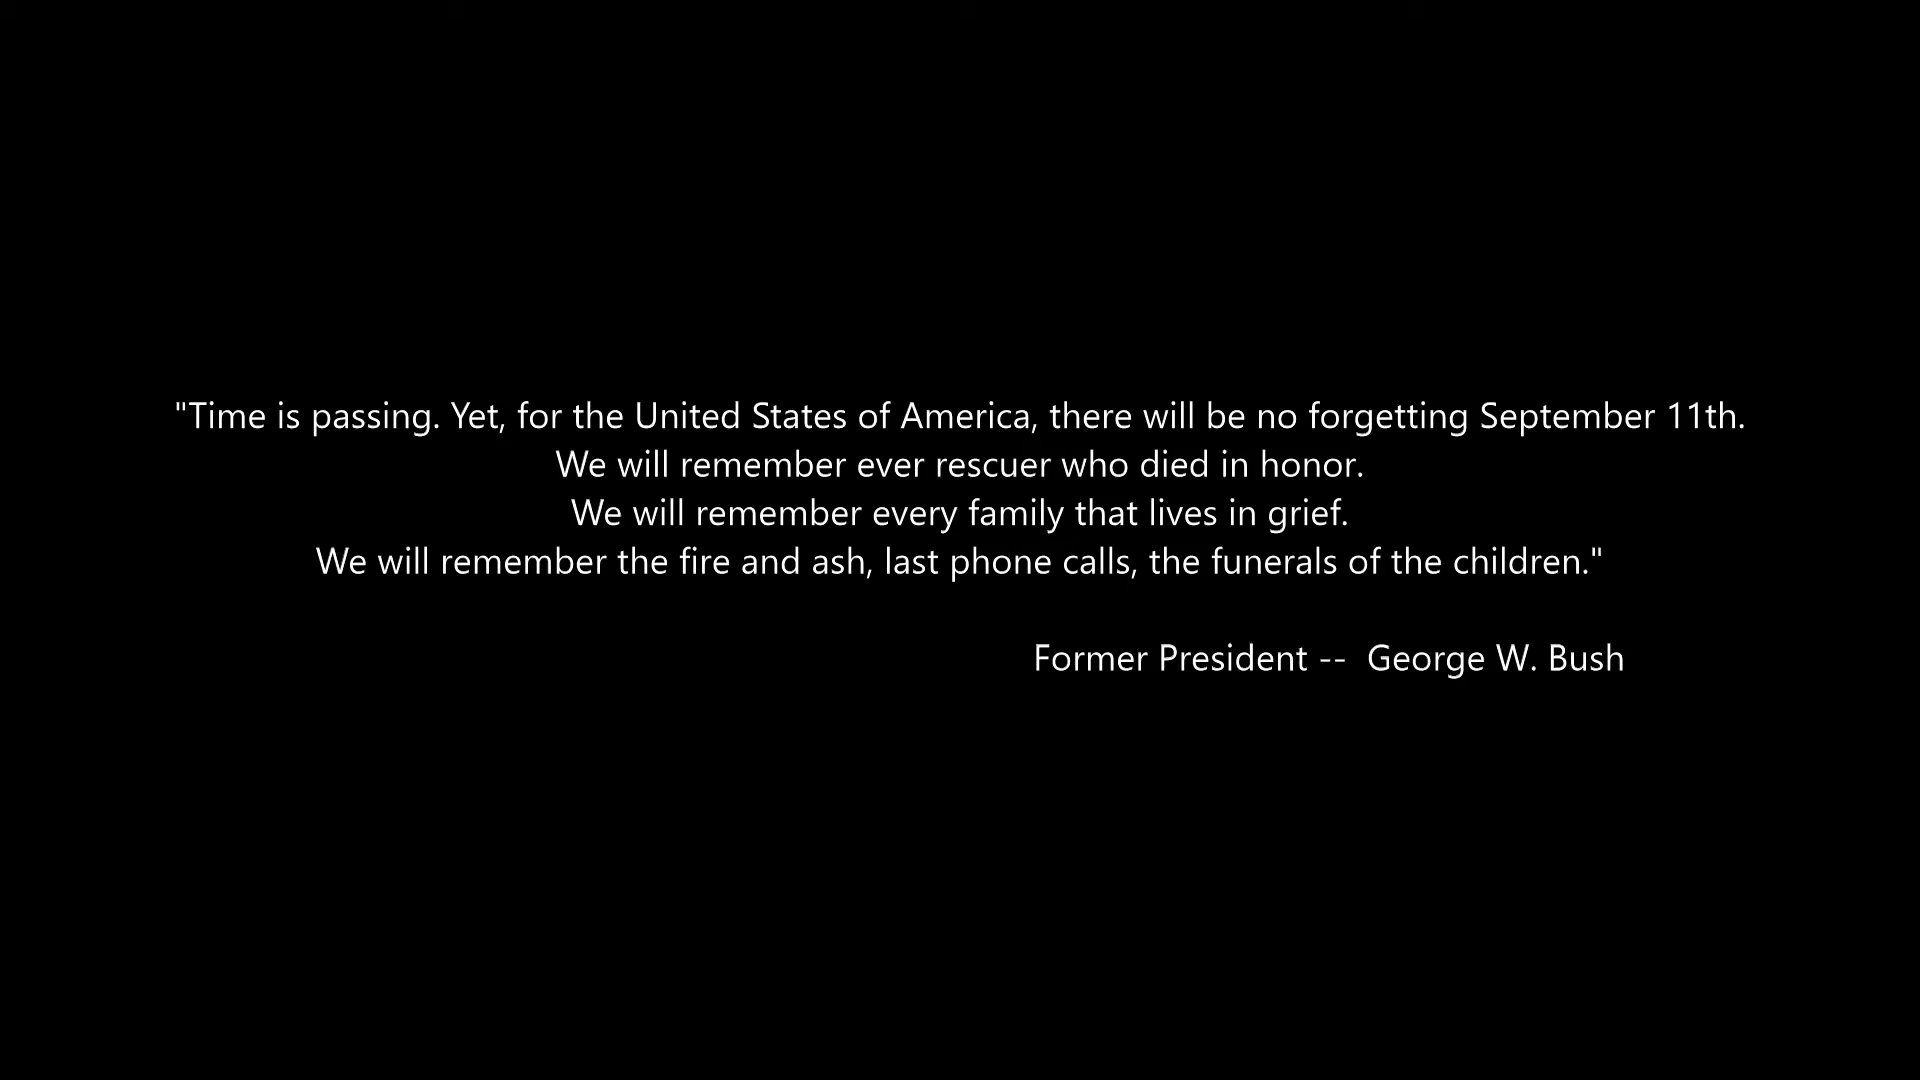 "Time is passing. Yet, for the United States of America, there will be no forgetting September 11th.
We will remember ever rescuer who died in honor.
We will remember every family that lives in grief.
We will remember the fire and ash, last phone calls, the funerals of the children."
Former President --  George W. Bush